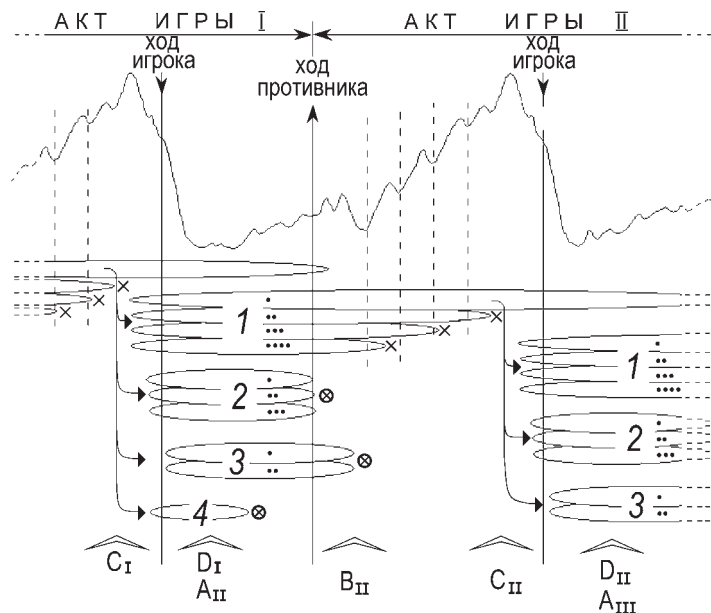 АКТ ИГРЫ I АКТ ИГРЫ II
ход игрока
ход противника
ход игрока
1
2
3
4
1
2
3
C I
D I
A II
B II
C II
D II
A III